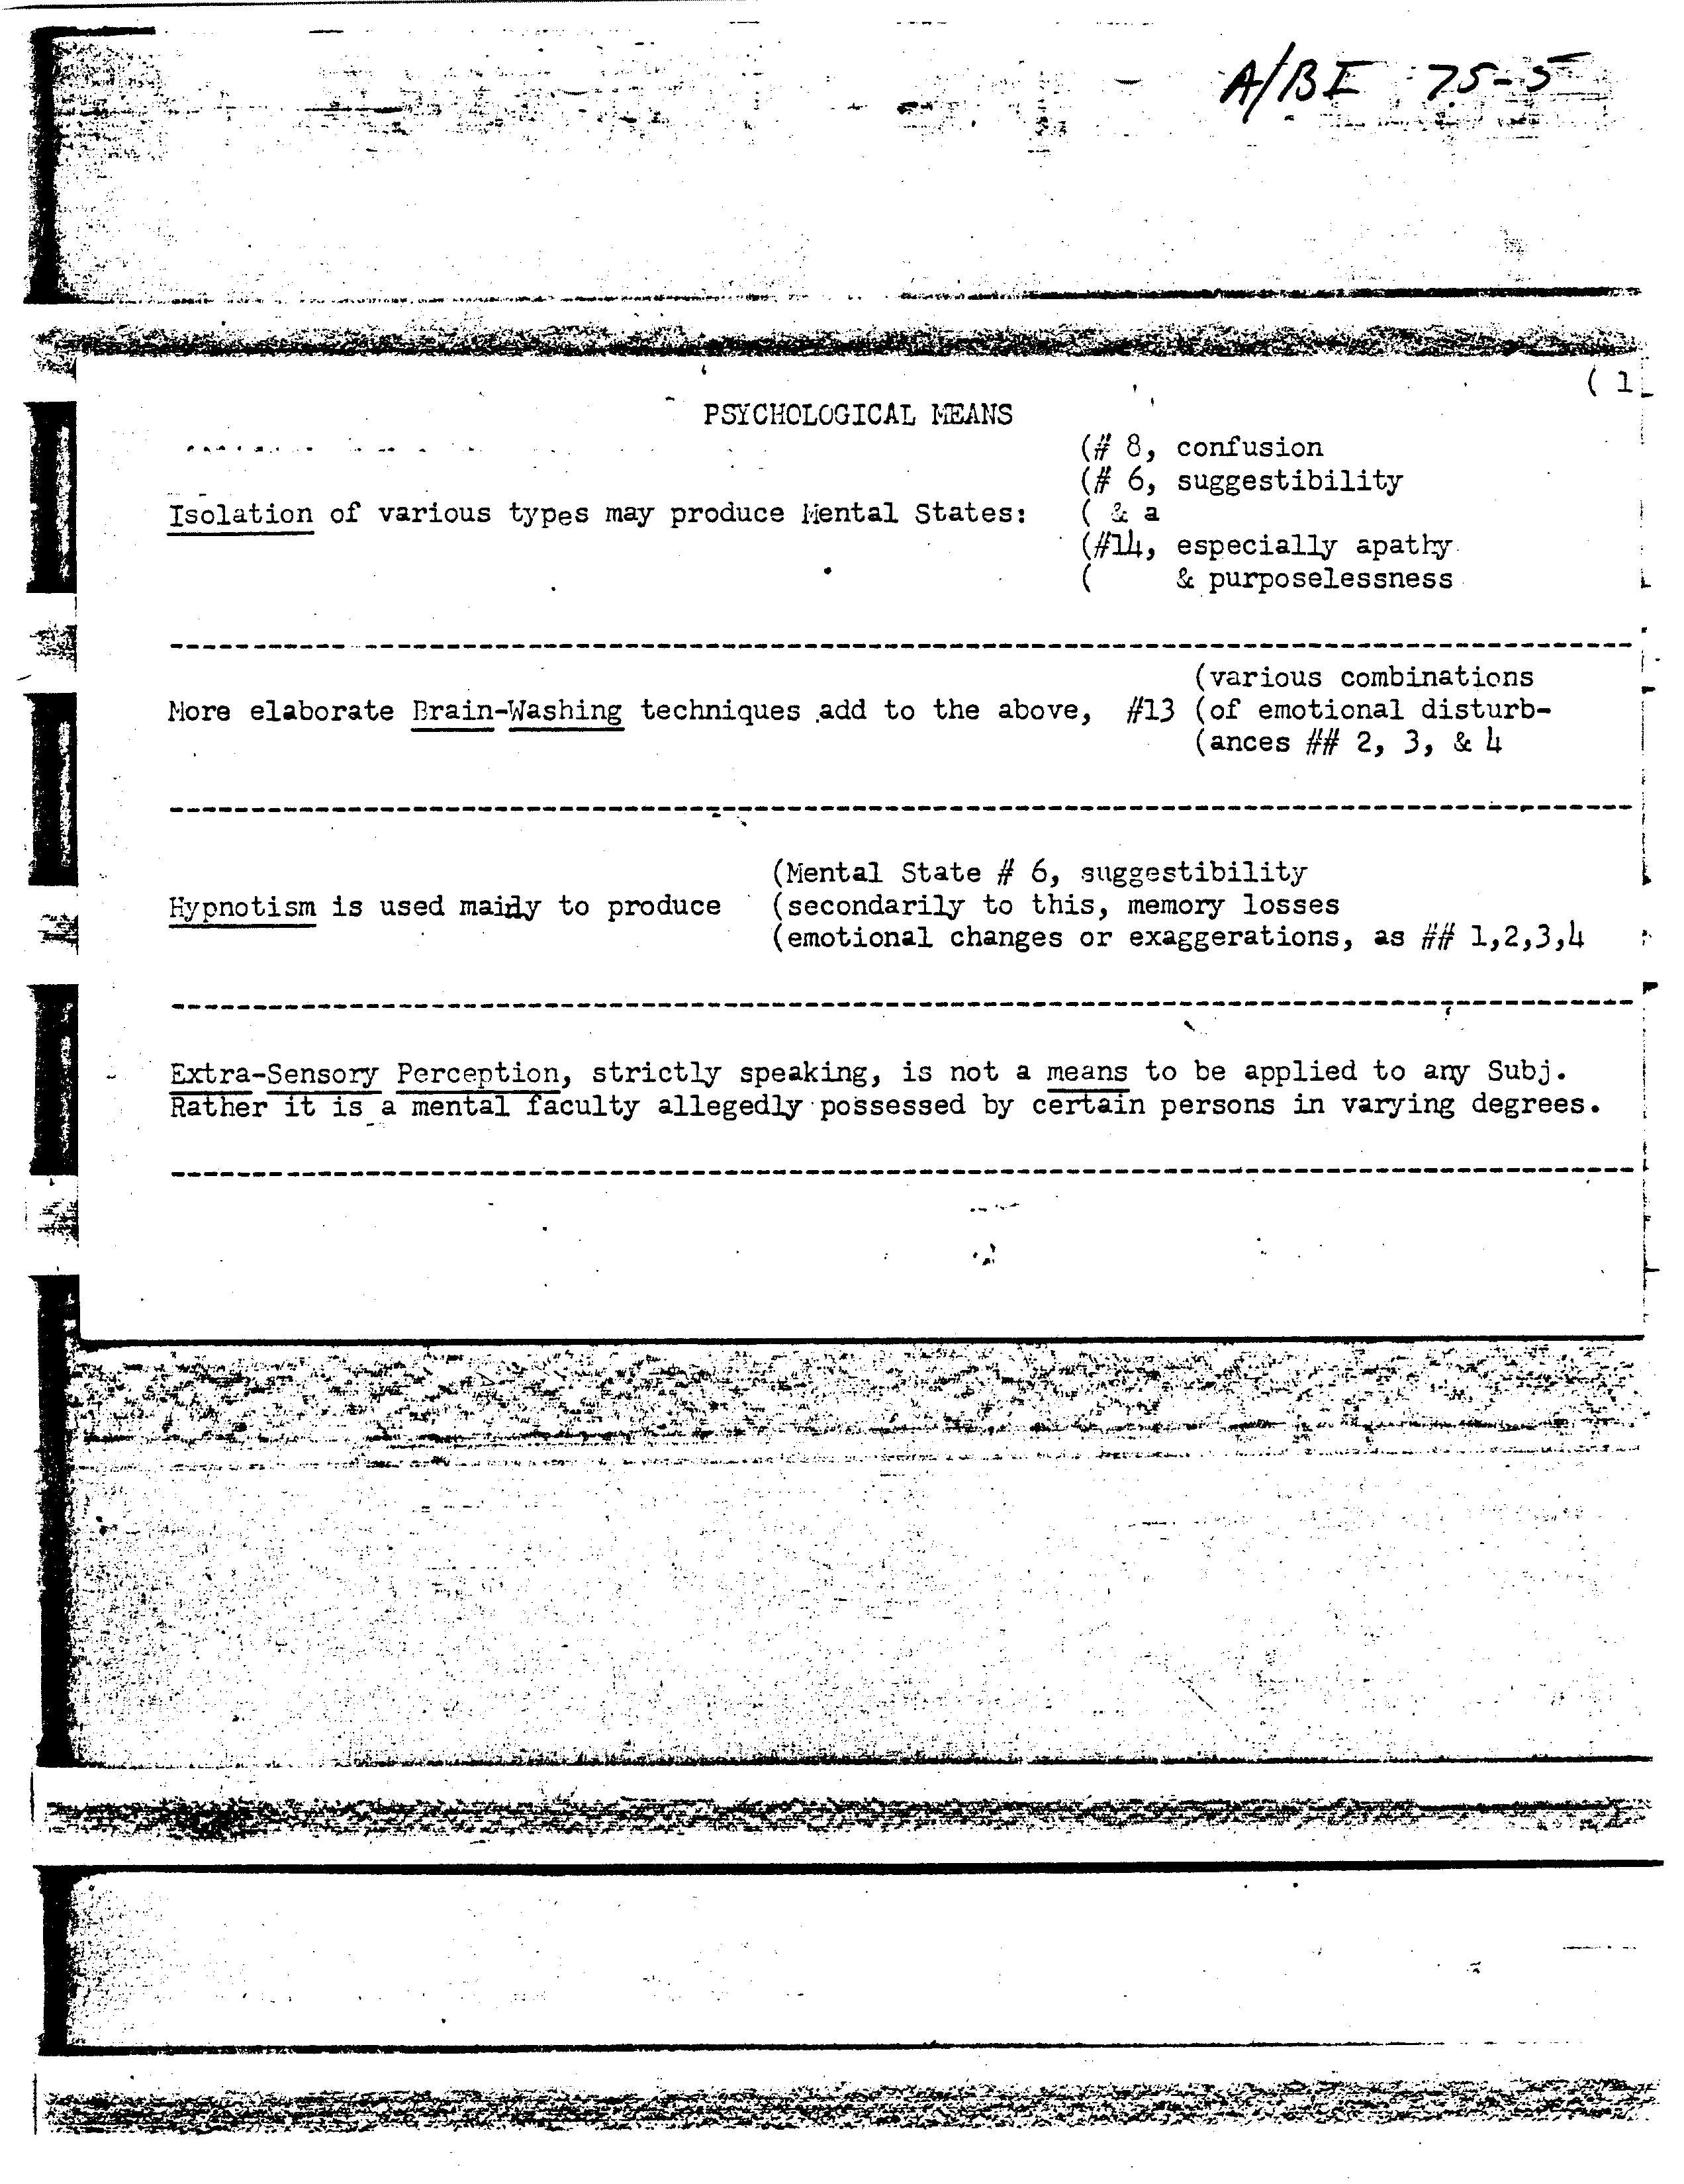 A/BI 75-5
( 1
PSYCHOLOGICAL MEANS
(# 8, confusion
(# 6, suggestibility
Isolation of various types may produce Mental States: ( & a
(#14, especially apathy
( & purposelessness
(various combinations
More elaborate Brain-Washing techniques add to the above, #13 (of emotional disturb-
(ances ## 2, 3, & 4
(Mental State # 6, suggestibility
Hypnotism is used mainly to produce (secondarily to this, memory losses
(emotional changes or exaggerations, as ## 1,2,3,4
Extra-Sensory Perception, strictly speaking, is not a means to be applied to any Subj.
Rather it is a mental faculty allegedly possessed by certain persons in varying degrees.